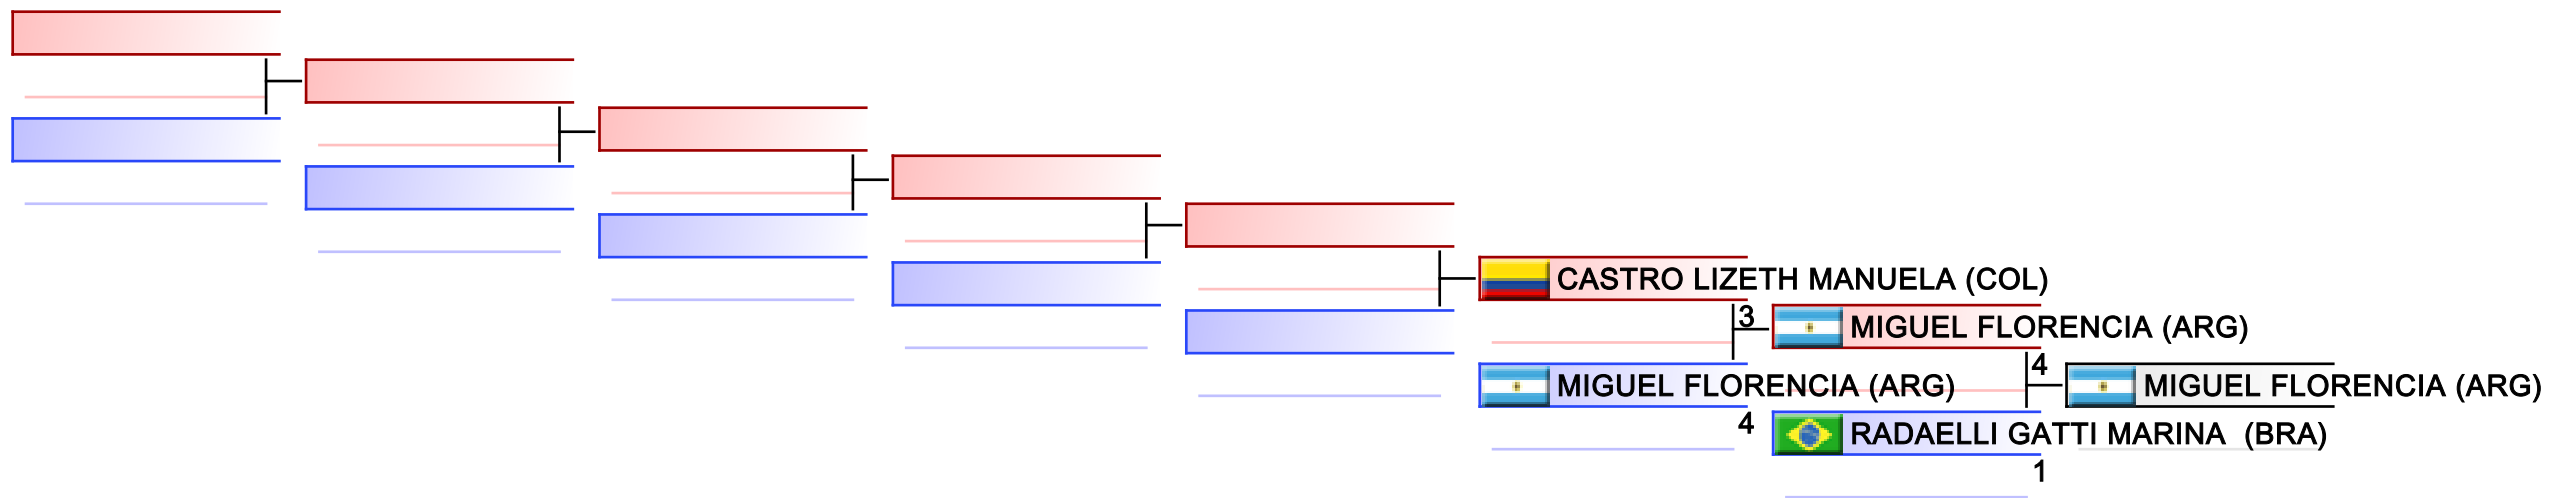 CASTRO LIZETH MANUELA (COL)
3
MIGUEL FLORENCIA (ARG)
MIGUEL FLORENCIA (ARG)
4
4
MIGUEL FLORENCIA (ARG)
RADAELLI GATTI MARINA (BRA)
1